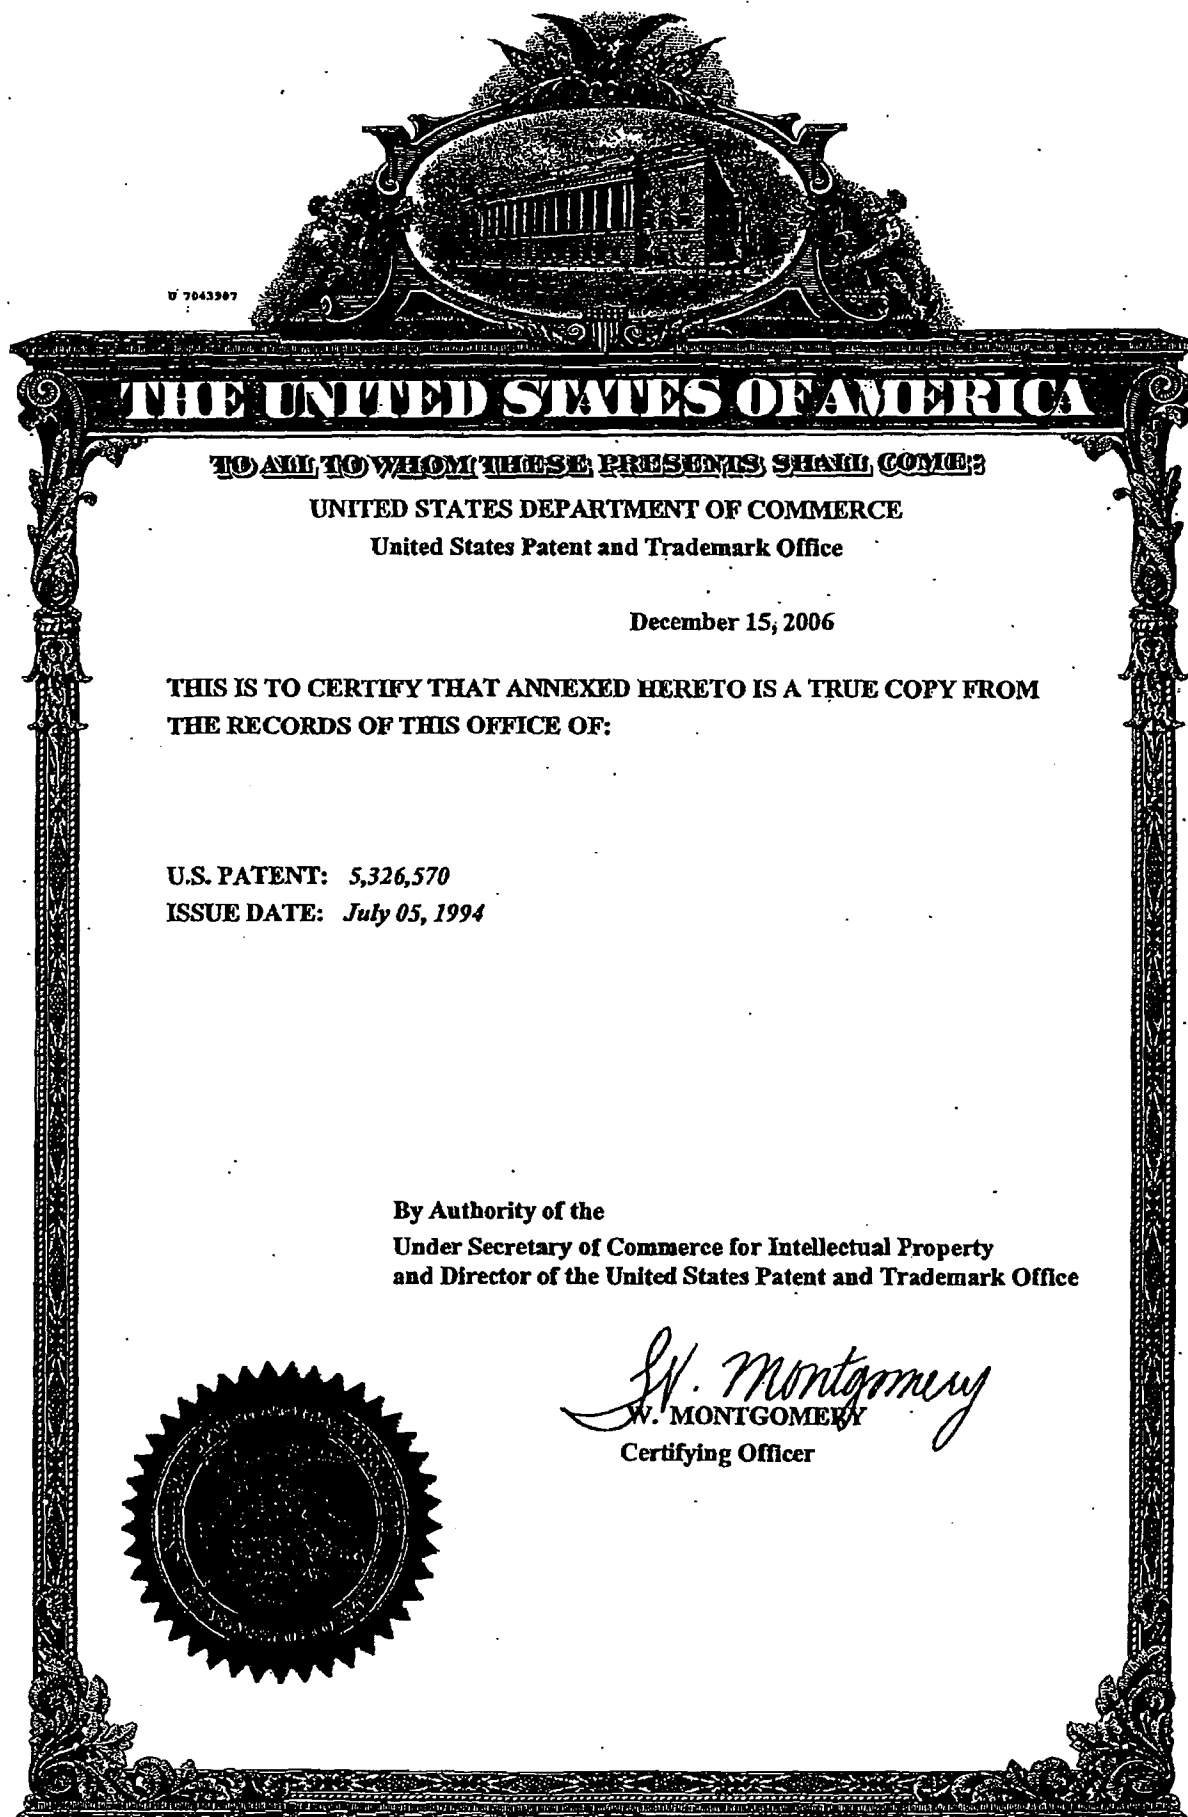 U 7043987
THE UNITED STATES OF AMERICA
TO ALL TO WHOM THESE PRESENTS SHALL COME:
UNITED STATES DEPARTMENT OF COMMERCE
United States Patent and Trademark Office
December 15, 2006
THIS IS TO CERTIFY THAT ANNEXED HERETO IS A TRUE COPY FROM
THE RECORDS OF THIS OFFICE OF:
U.S. PATENT: 5,326,570
ISSUE DATE: July 05, 1994
By Authority of the
Under Secretary of Commerce for Intellectual Property
and Director of the United States Patent and Trademark Office
W. Montgomery
W. MONTGOMERY
Certifying Officer